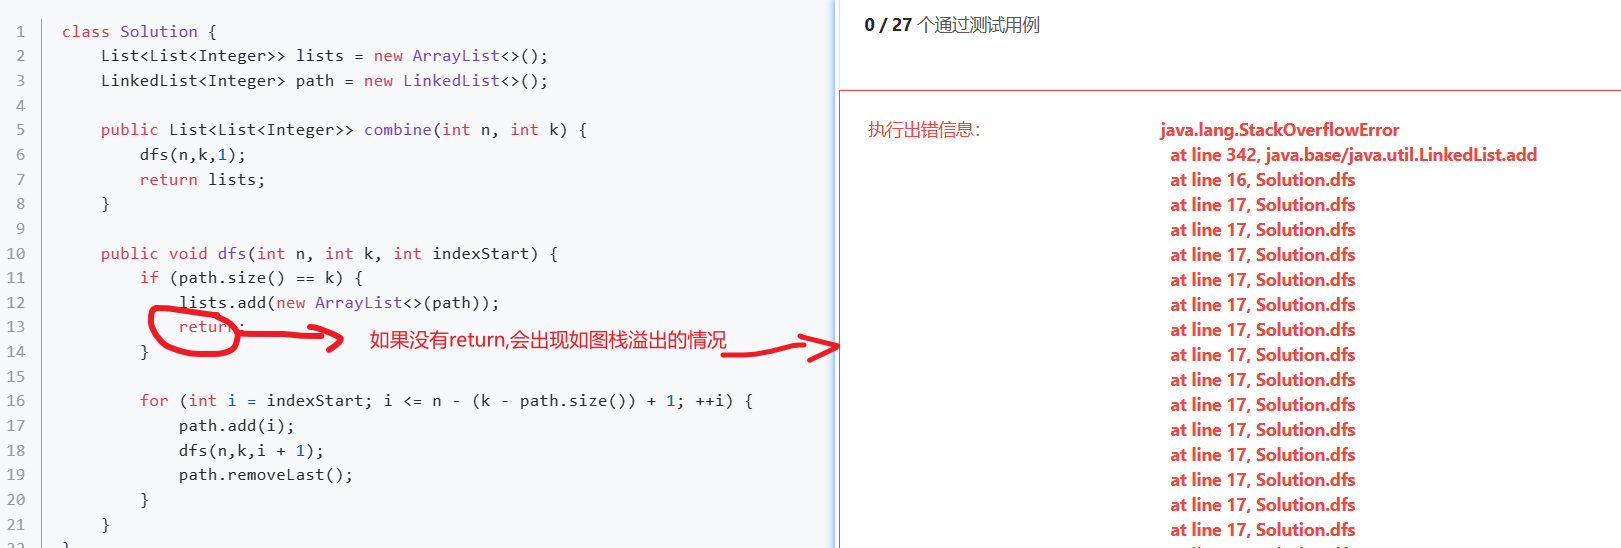 1 class Solution {
2 List<List<Integer>> lists = new ArrayList<>();
3 LinkedList<Integer> path = new LinkedList<>();
4
5 public List<List<Integer>> combine(int n, int k) {
6 dfs(n,k,1);
7 return lists;
8 }
9
10 public void dfs(int n, int k, int indexStart) {
11 if (path.size() == k) {
12 lists.add(new ArrayList<>(path));
13 return;
14 }
15
16 for (int i = indexStart; i <= n - (k - path.size()) + 1; ++i) {
17 path.add(i);
18 dfs(n,k,i + 1);
19 path.removeLast();
20 }
21 }
22 }
如果没有return,会出现如图栈溢出的情况
0 / 27 个通过测试用例
执行出错信息：
java.lang.StackOverflowError
at line 342, java.base/java.util.LinkedList.add
at line 16, Solution.dfs
at line 17, Solution.dfs
at line 17, Solution.dfs
at line 17, Solution.dfs
at line 17, Solution.dfs
at line 17, Solution.dfs
at line 17, Solution.dfs
at line 17, Solution.dfs
at line 17, Solution.dfs
at line 17, Solution.dfs
at line 17, Solution.dfs
at line 17, Solution.dfs
at line 17, Solution.dfs
at line 17, Solution.dfs
at line 17, Solution.dfs